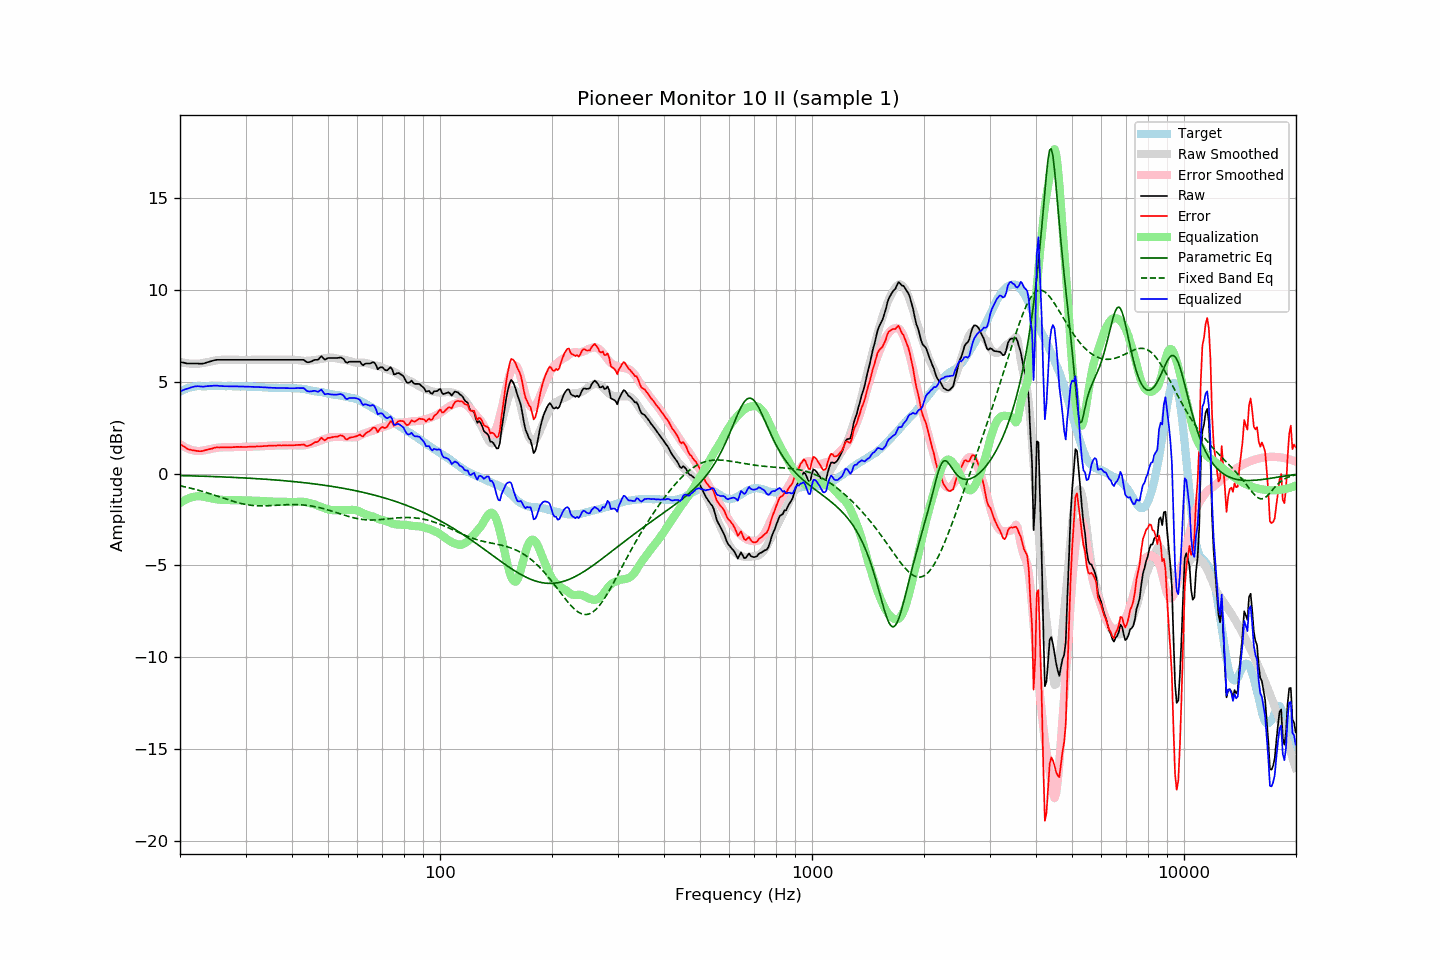 Pioneer Monitor 10 II (sample 1)
Target
Raw Smoothed
Error Smoothed
Raw
Error
Equalization
Parametric Eq
Fixed Band Eq
Equalized
15
10
5
0
−5
−10
−15
−20
Amplitude (dBr)
100
1000
10000
Frequency (Hz)